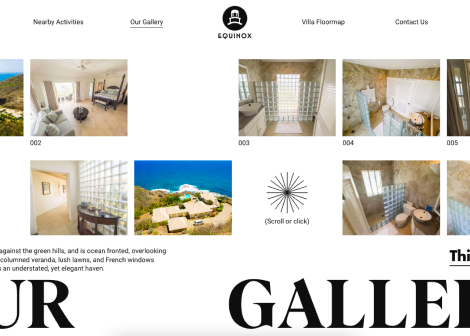 Nearby Activities
Our Gallery
EQUINOX
Villa Floormap
Contact Us
002
003
004
005
(Scroll or click)
against the green hills, and is ocean fronted, overlooking
columned veranda, lush lawns, and French windows
s an understated, yet elegant haven.
Thi
UR
GALLE